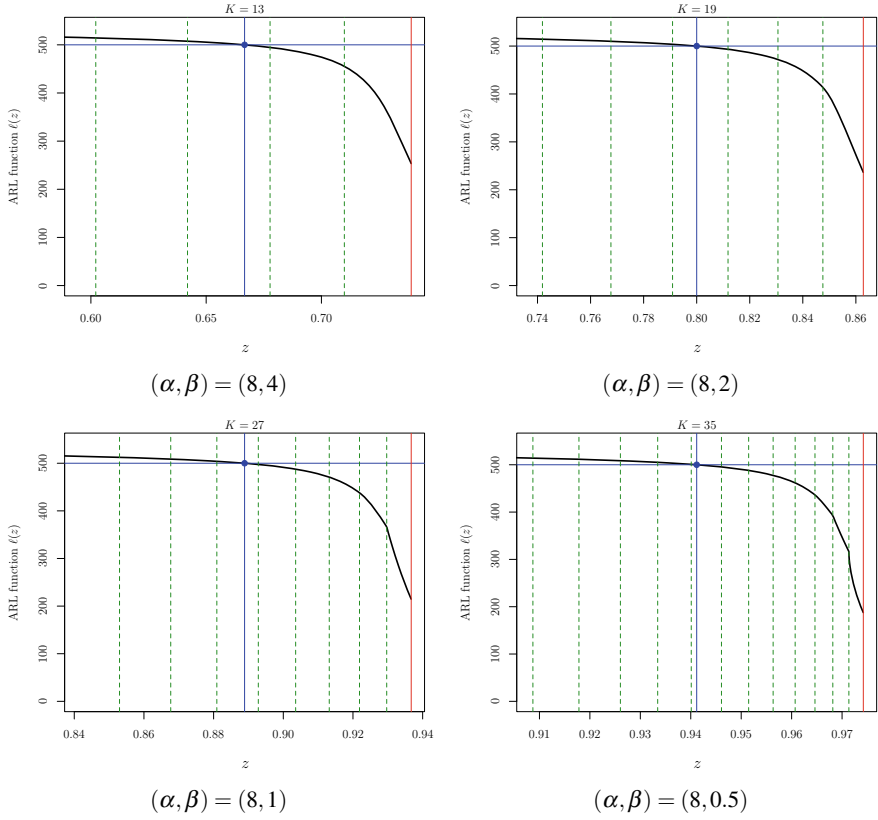 K = 13
ARL function ℓ(z)
0 100 200 300 400 500
0.60 0.65 0.70
z
(α,β) = (8,4)
K = 19
ARL function ℓ(z)
0 100 200 300 400 500
0.74 0.76 0.78 0.80 0.82 0.84 0.86
z
(α,β) = (8,2)
K = 27
ARL function ℓ(z)
0 100 200 300 400 500
0.84 0.86 0.88 0.90 0.92 0.94
z
(α,β) = (8,1)
K = 35
ARL function ℓ(z)
0 100 200 300 400 500
0.91 0.92 0.93 0.94 0.95 0.96 0.97
z
(α,β) = (8,0.5)